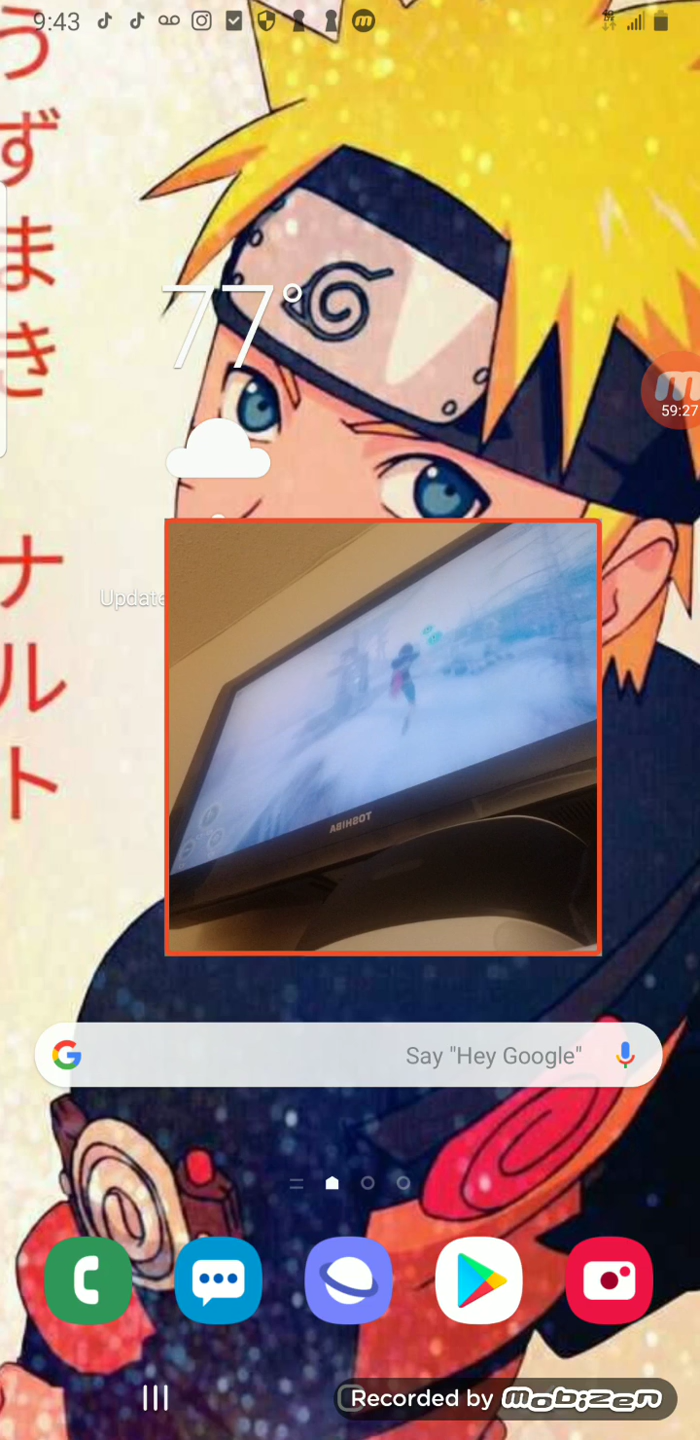 9:43
うずまき ナルト
77°
59:27
Update
TOSHIBA
Say "Hey Google"
Recorded by mobizen